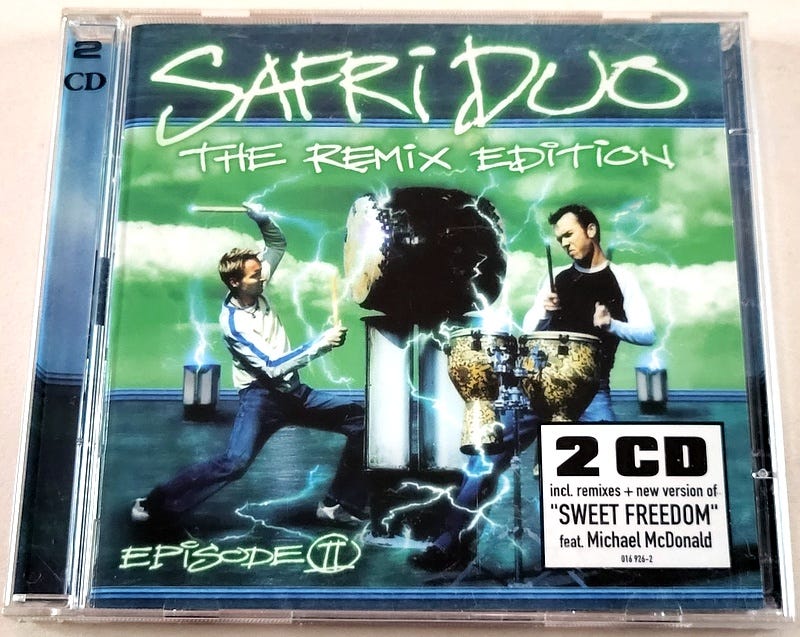 2
CD
SAFRi DUO
THE REMiX EDiTiON
EPiSODE II
2 CD
incl. remixes + new version of
"SWEET FREEDOM"
feat. Michael McDonald
016 926-2